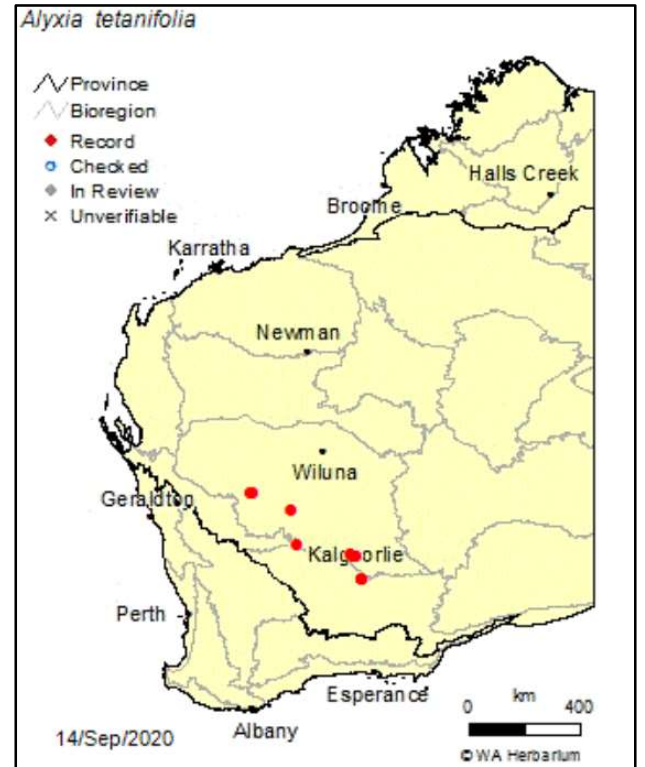 Alyxia tetanifolia
Province
Bioregion
Record
Checked
In Review
Unverifiable
Halls Creek
Broome
Karratha
Newman
Wiluna
Geraldton
Kalgoorlie
Perth
Esperance
0 km 400
14/Sep/2020
Albany
© WA Herbarium